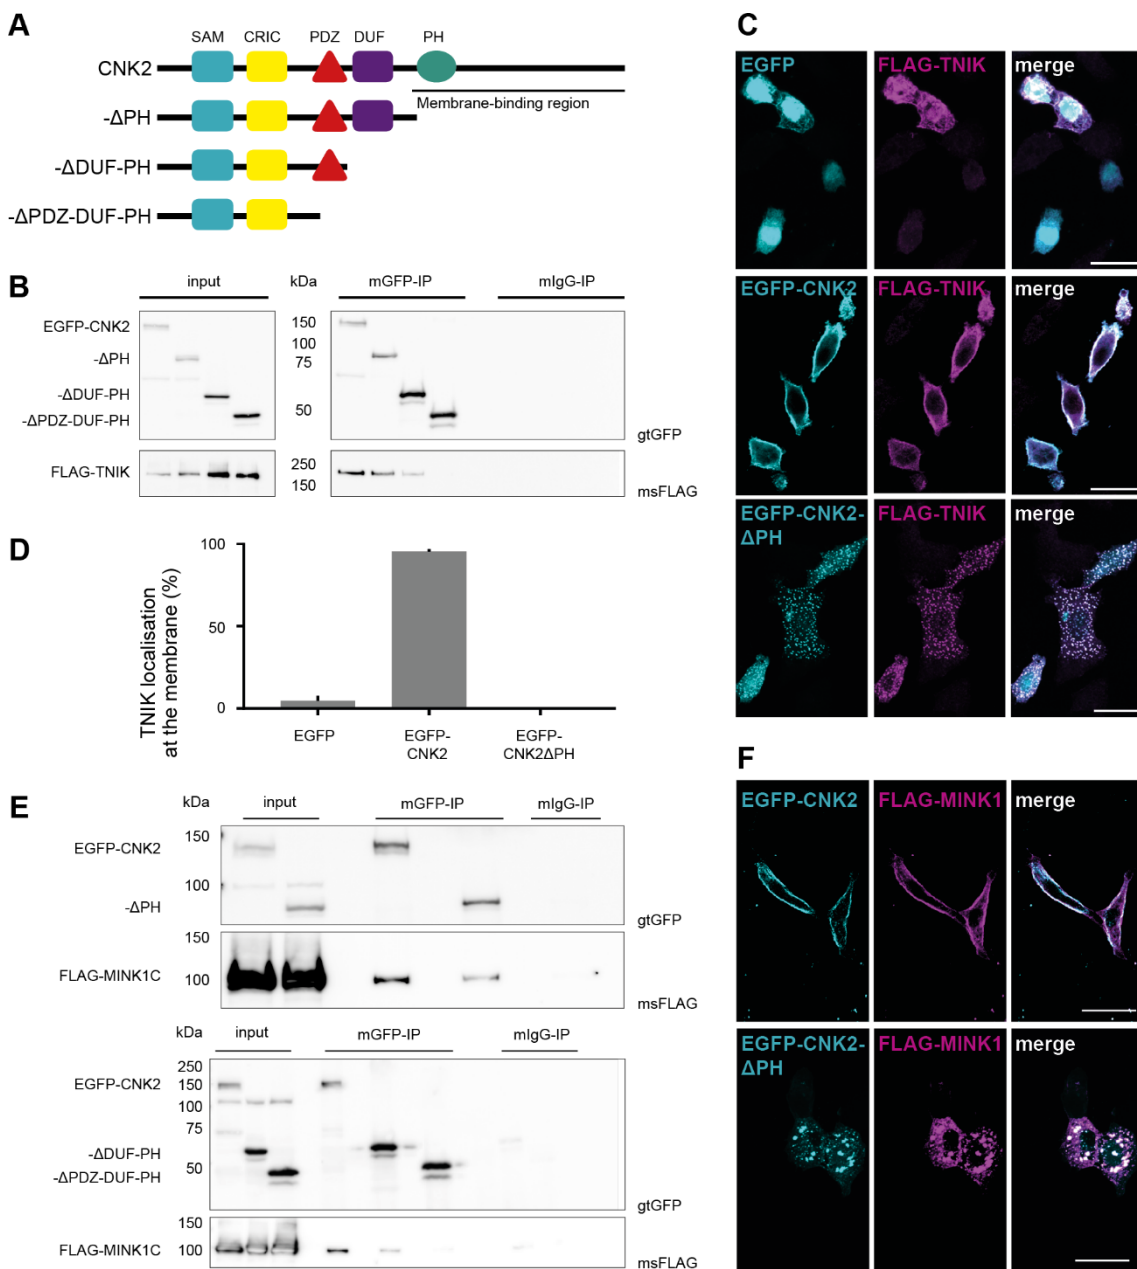 A
SAM CRIC PDZ DUF PH
CNK2
Membrane-binding region
-ΔPH
-ΔDUF-PH
-ΔPDZ-DUF-PH
B
input kDa mGFP-IP mIgG-IP
EGFP-CNK2 150
100
-ΔPH 75
-ΔDUF-PH
-ΔPDZ-DUF-PH 50
gtGFP
FLAG-TNIK 250
150
msFLAG
C
EGFP FLAG-TNIK merge
EGFP-CNK2 FLAG-TNIK merge
EGFP-CNK2- FLAG-TNIK merge
ΔPH
D
TNIK localisation
at the membrane (%)
100
50
0
EGFP EGFP- EGFP-
CNK2 CNK2ΔPH
E
kDa input mGFP-IP mIgG-IP
150
EGFP-CNK2
100
-ΔPH
gtGFP
150
FLAG-MINK1C 100
msFLAG
kDa input mGFP-IP mIgG-IP
250
EGFP-CNK2 150
100
75
-ΔDUF-PH
50
-ΔPDZ-DUF-PH
gtGFP
150
FLAG-MINK1C 100
msFLAG
F
EGFP-CNK2 FLAG-MINK1 merge
EGFP-CNK2- FLAG-MINK1 merge
ΔPH